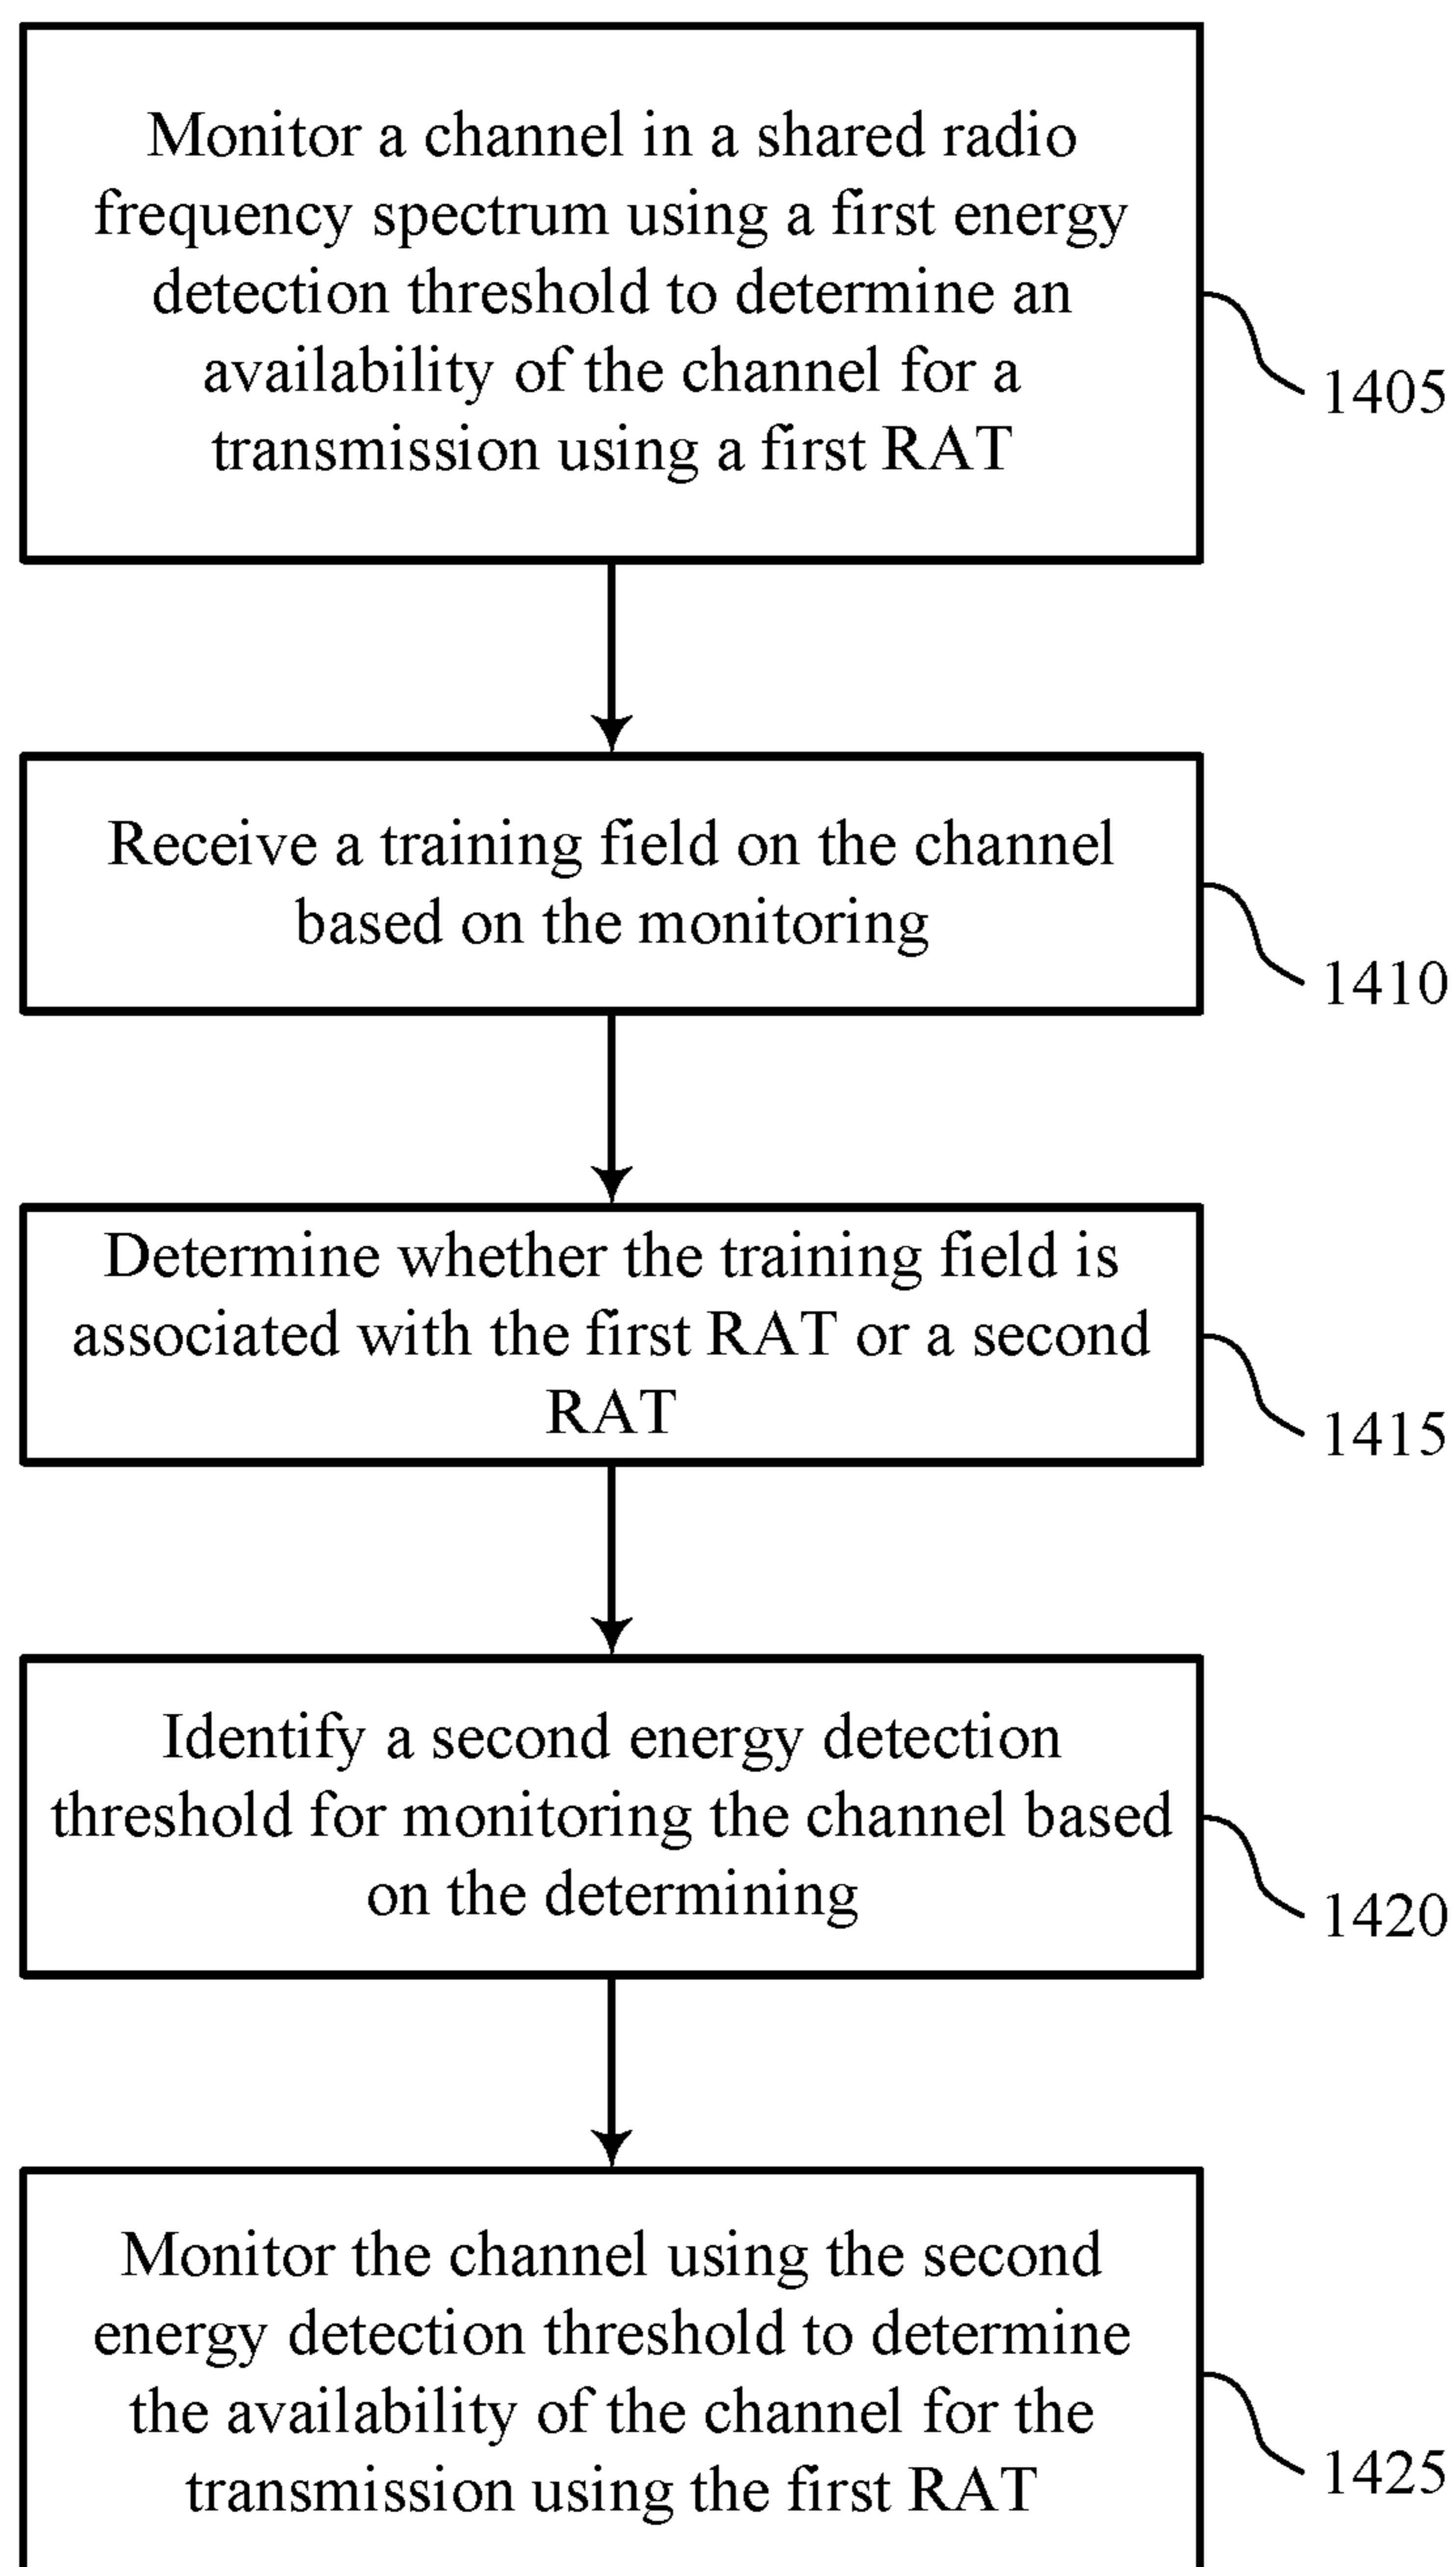 Monitor a channel in a shared radio
frequency spectrum using a first energy
detection threshold to determine an
availability of the channel for a
transmission using a first RAT
1405
Receive a training field on the channel
based on the monitoring
1410
Determine whether the training field is
associated with the first RAT or a second
RAT
1415
Identify a second energy detection
threshold for monitoring the channel based
on the determining
1420
Monitor the channel using the second
energy detection threshold to determine
the availability of the channel for the
transmission using the first RAT
1425